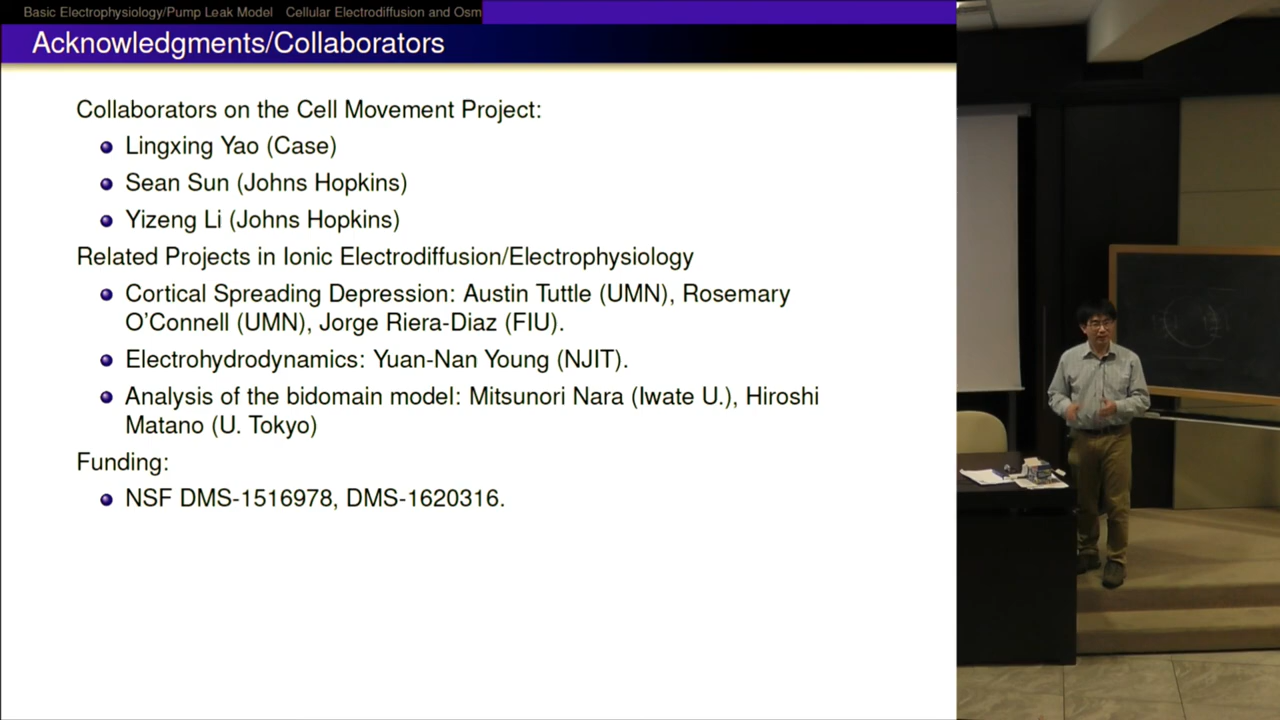 Basic Electrophysiology/Pump Leak Model Cellular Electrodiffusion and Osm
Acknowledgments/Collaborators
Collaborators on the Cell Movement Project:
Lingxing Yao (Case)
Sean Sun (Johns Hopkins)
Yizeng Li (Johns Hopkins)
Related Projects in Ionic Electrodiffusion/Electrophysiology
Cortical Spreading Depression: Austin Tuttle (UMN), Rosemary
O'Connell (UMN), Jorge Riera-Diaz (FIU).
Electrohydrodynamics: Yuan-Nan Young (NJIT).
Analysis of the bidomain model: Mitsunori Nara (Iwate U.), Hiroshi
Matano (U. Tokyo)
Funding:
NSF DMS-1516978, DMS-1620316.